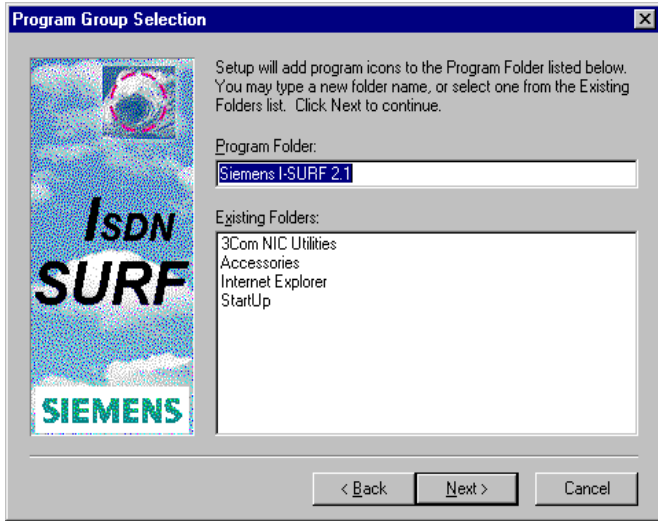 Program Group Selection
Setup will add program icons to the Program Folder listed below.
You may type a new folder name, or select one from the Existing
Folders list. Click Next to continue.
Program Folder:
Siemens I-SURF 2.1
Existing Folders:
3Com NIC Utilities
Accessories
Internet Explorer
StartUp
ISDN
SURF
SIEMENS
< Back
Next >
Cancel